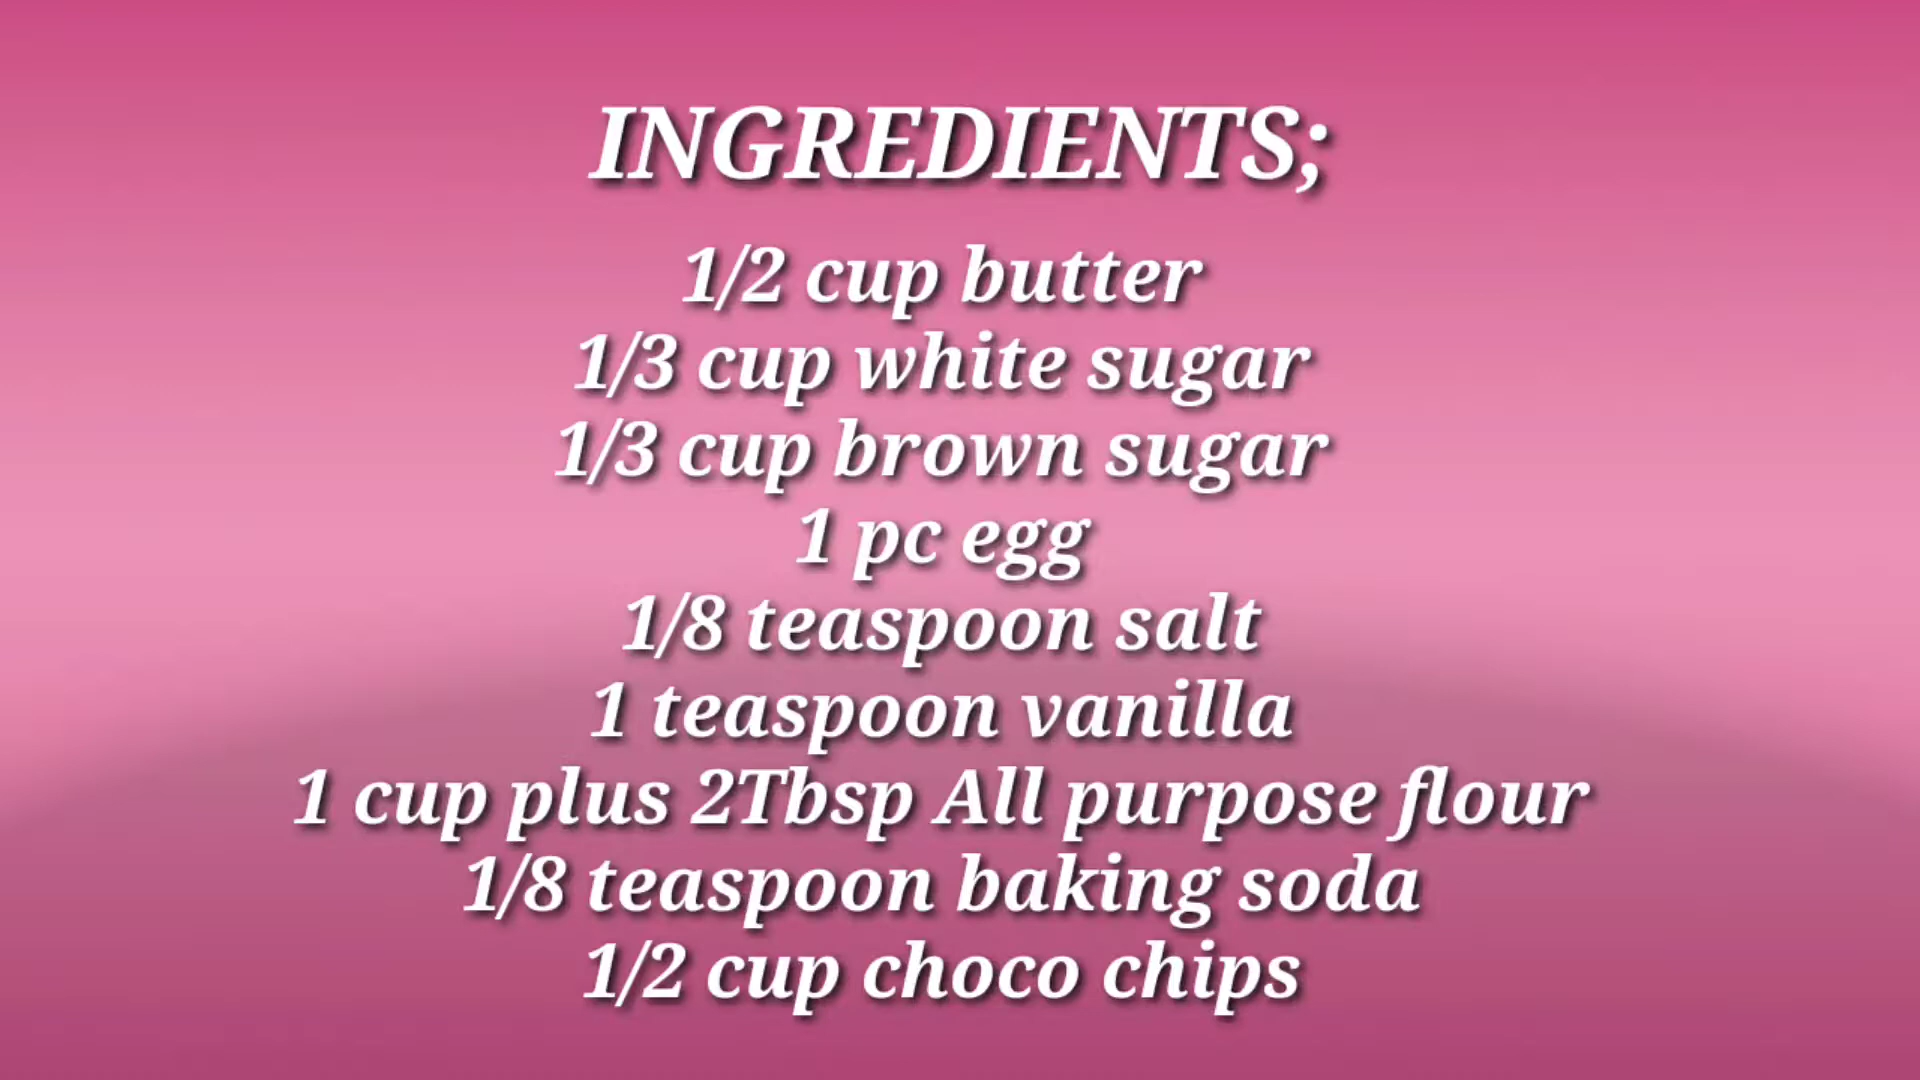 INGREDIENTS;
1/2 cup butter
1/3 cup white sugar
1/3 cup brown sugar
1 pc egg
1/8 teaspoon salt
1 teaspoon vanilla
1 cup plus 2Tbsp All purpose flour
1/8 teaspoon baking soda
1/2 cup choco chips